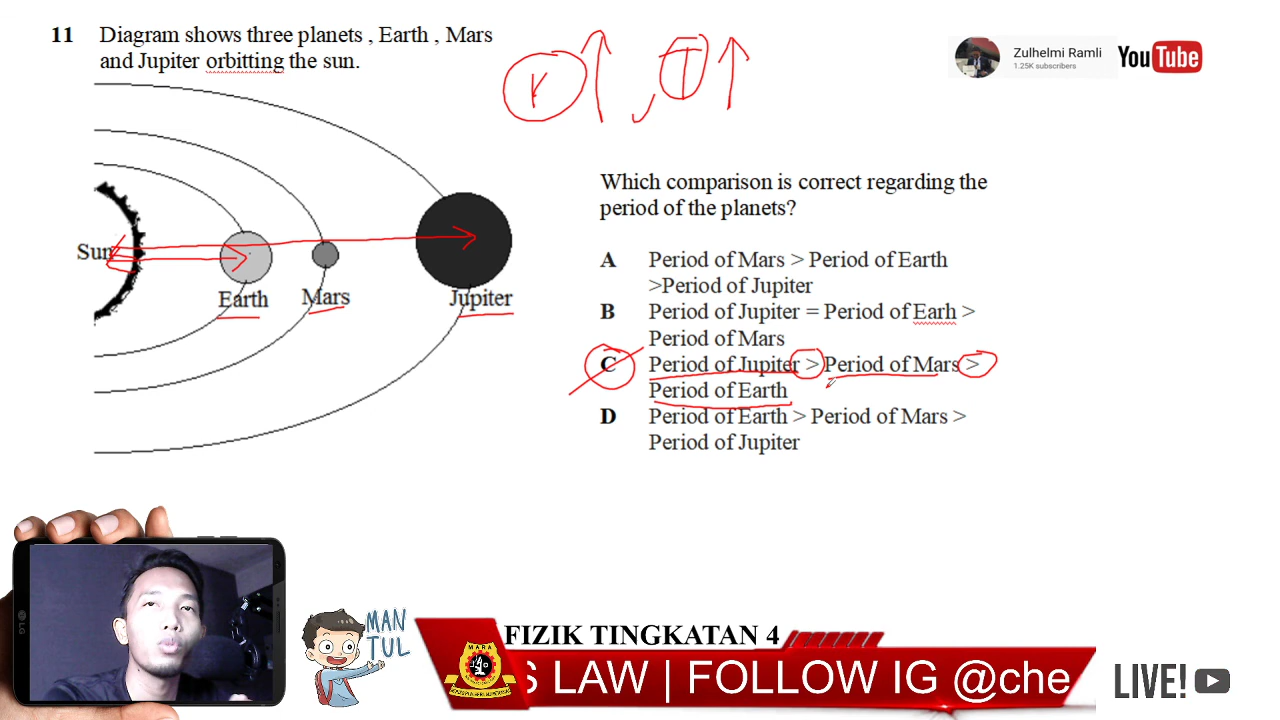 11 Diagram shows three planets , Earth , Mars
and Jupiter orbitting the sun.
r , T
Zulhelmi Ramli
1.25K subscribers
YouTube
Sun
Earth
Mars
Jupiter
Which comparison is correct regarding the
period of the planets?
A Period of Mars > Period of Earth
>Period of Jupiter
B Period of Jupiter = Period of Earh >
Period of Mars
C Period of Jupiter > Period of Mars >
Period of Earth
D Period of Earth > Period of Mars >
Period of Jupiter
LG
MAN
TUL
MARA
FIZIK TINGKATAN 4
S LAW | FOLLOW IG @che
LIVE!